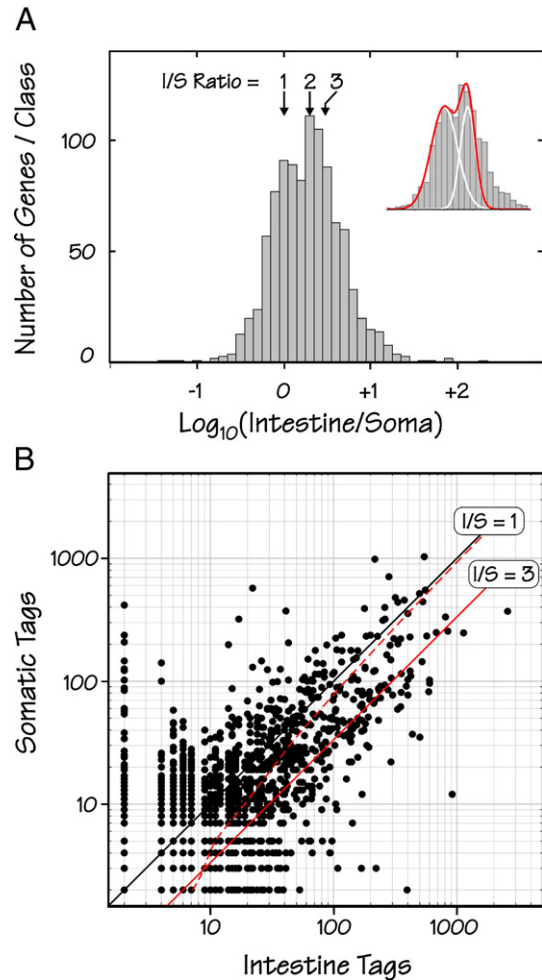 A
I/S Ratio = 1 2 3
Number of Genes / Class
100
50
0
-1 0 +1 +2
Log10(Intestine/Soma)
B
I/S = 1
I/S = 3
Somatic Tags
1000
100
10
10 100 1000
Intestine Tags